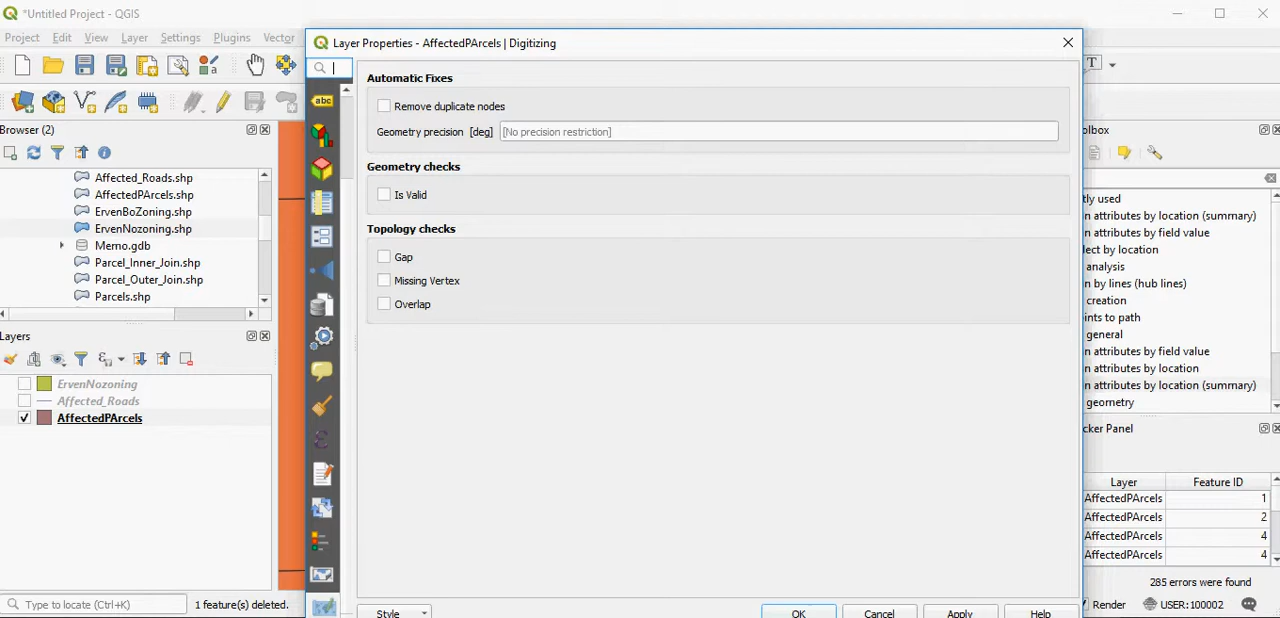 *Untitled Project - QGIS
Project Edit View Layer Settings Plugins Vector
Layer Properties - AffectedPArcels | Digitizing
abc
Automatic Fixes
Remove duplicate nodes
Geometry precision [deg] [No precision restriction]
Geometry checks
Is Valid
Topology checks
Gap
Missing Vertex
Overlap
Style
OK
Cancel
Apply
Help
Browser (2)
Affected_Roads.shp
AffectedPArcels.shp
ErvenBoZoning.shp
ErvenNozoning.shp
Memo.gdb
Parcel_Inner_Join.shp
Parcel_Outer_Join.shp
Parcels.shp
Layers
ErvenNozoning
Affected_Roads
AffectedPArcels
Type to locate (Ctrl+K)
1 feature(s) deleted.
T
olbox
tly used
n attributes by location (summary)
n attributes by field value
lect by location
analysis
n by lines (hub lines)
creation
ints to path
general
n attributes by field value
n attributes by location
n attributes by location (summary)
geometry
cker Panel
Layer Feature ID
AffectedPArcels 1
AffectedPArcels 2
AffectedPArcels 4
AffectedPArcels 4
285 errors were found
Render
USER:100002